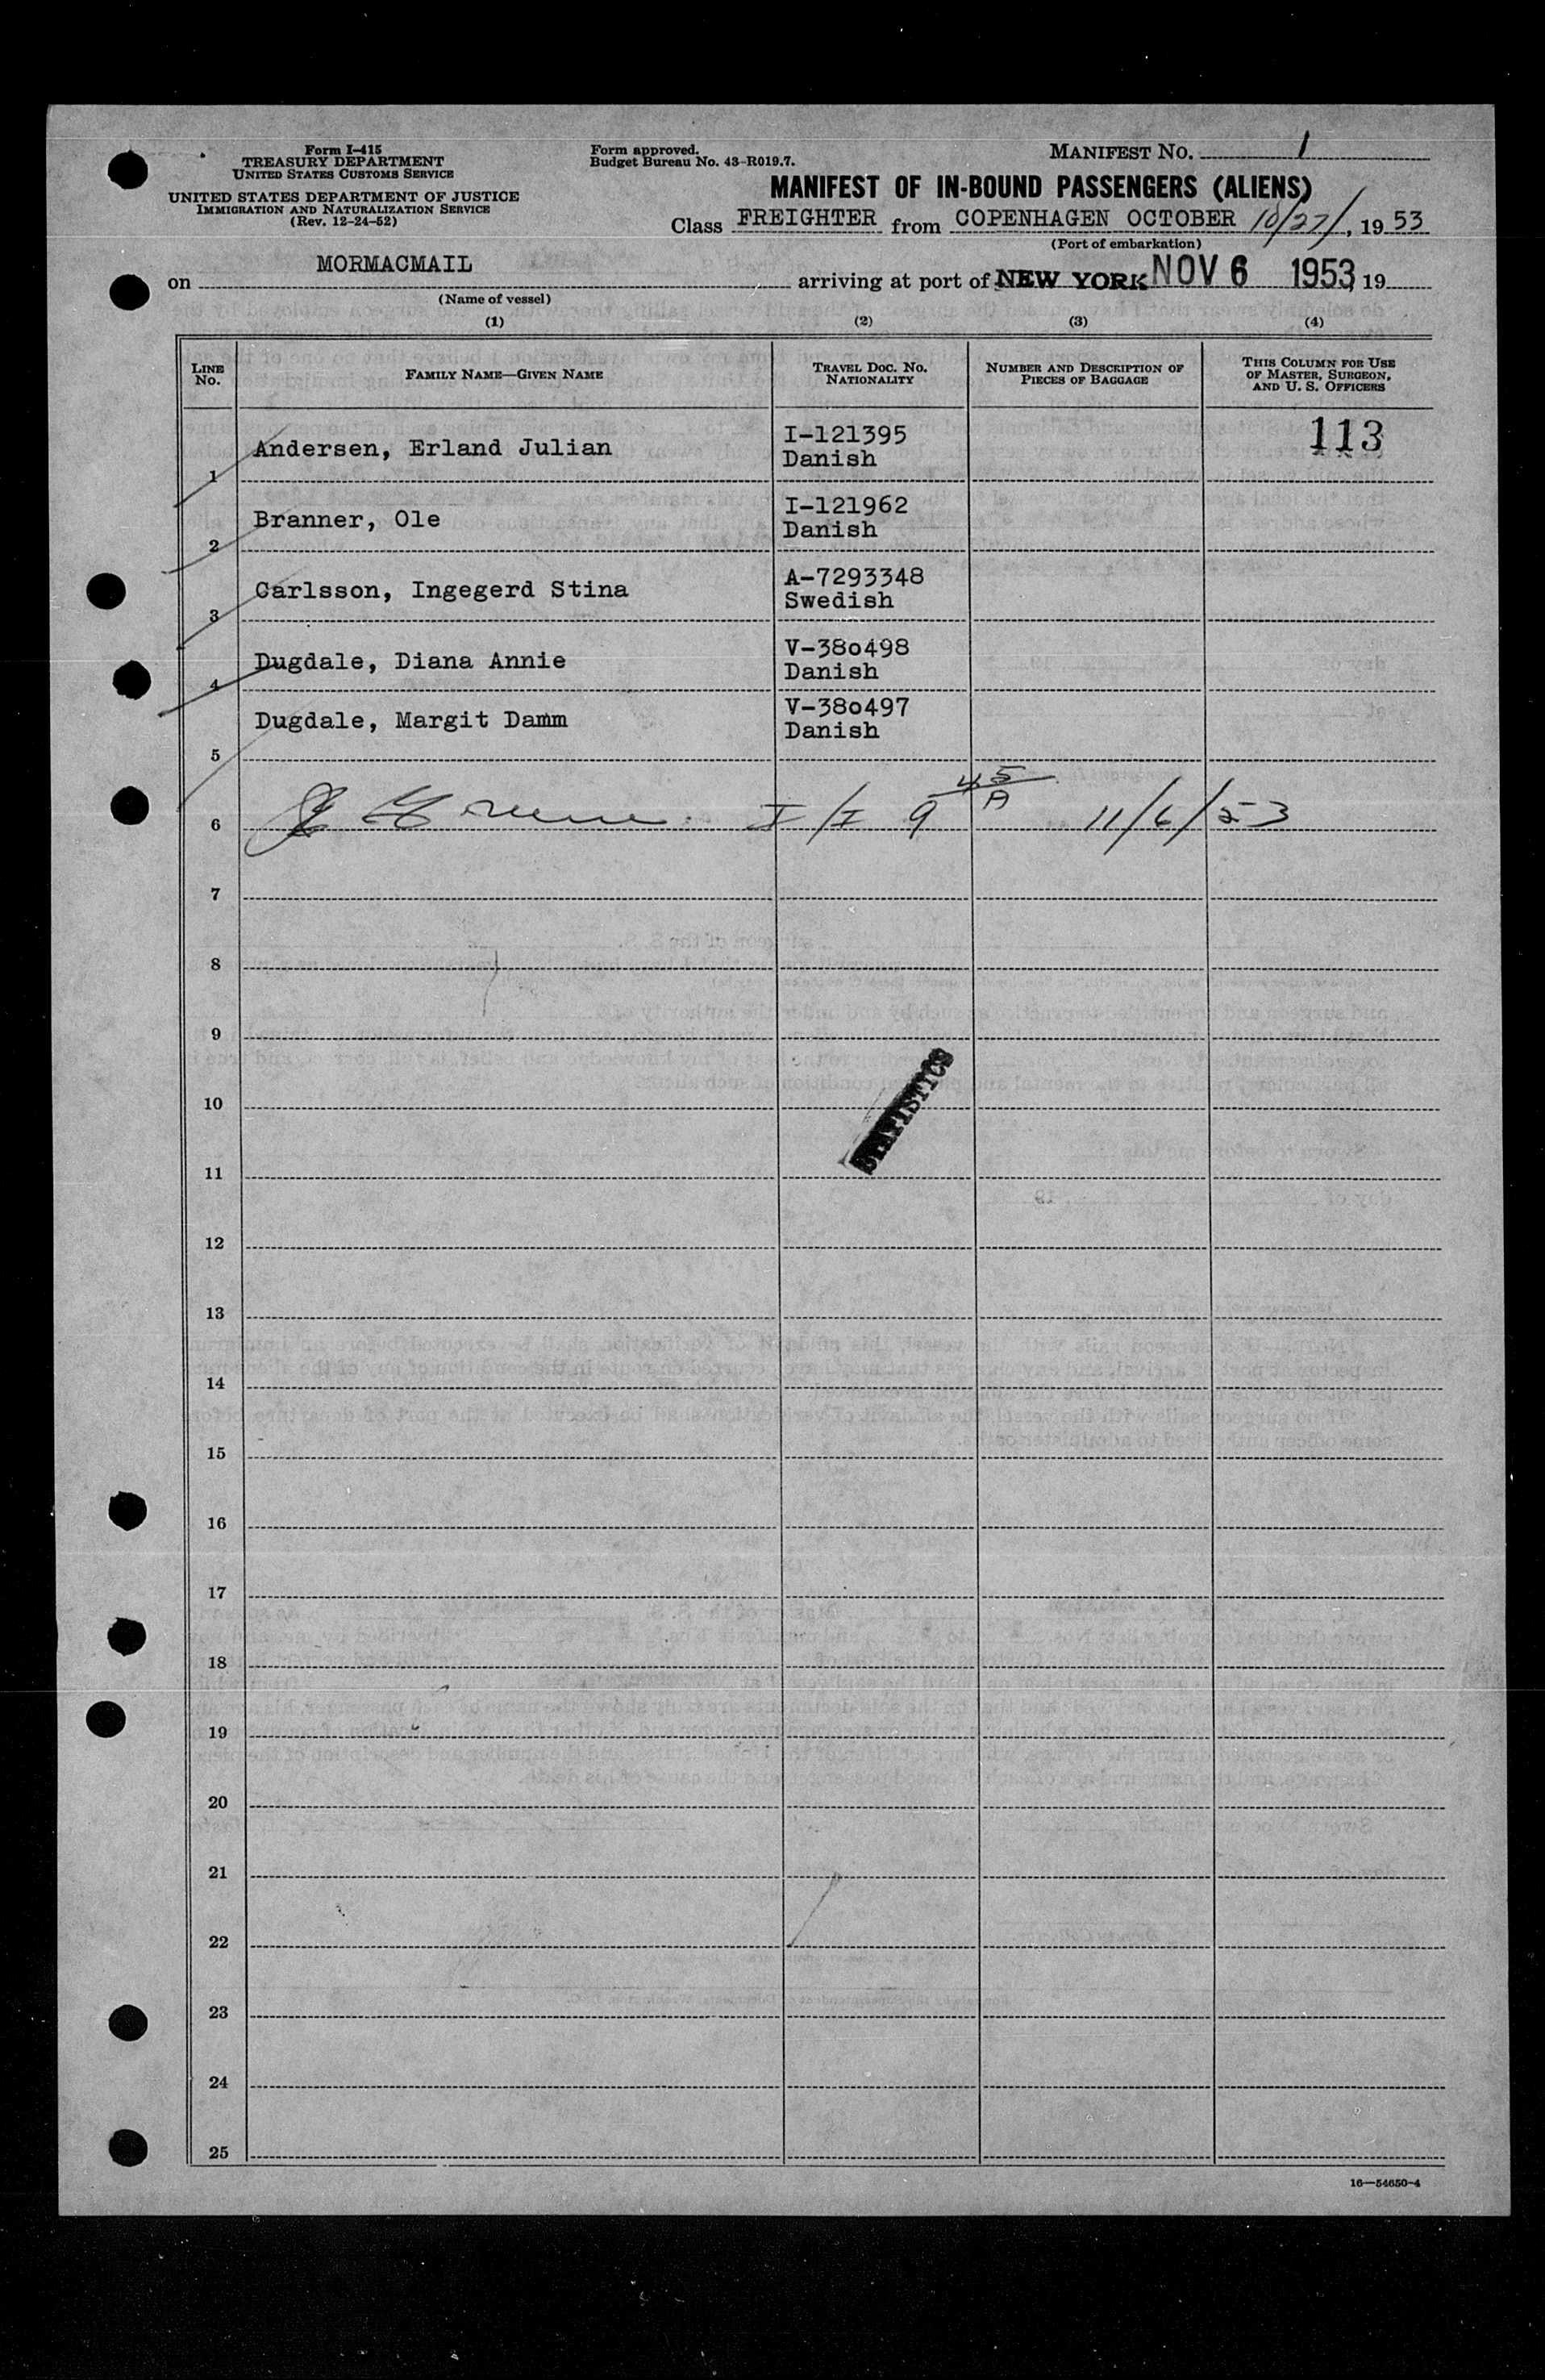 Form I-415
TREASURY DEPARTMENT
UNITED STATES CUSTOMS SERVICE
UNITED STATES DEPARTMENT OF JUSTICE
IMMIGRATION AND NATURALIZATION SERVICE
(Rev. 12-24-52)
Form approved.
Budget Bureau No. 43-R019.7.
MANIFEST NO. 1
MANIFEST OF IN-BOUND PASSENGERS (ALIENS)
Class FREIGHTER from COPENHAGEN OCTOBER 10/27/, 19 53
(Port of embarkation)
on MORMACMAIL arriving at port of NEW YORK NOV 6 1953, 19
(Name of vessel)
(1) (2) (3) (4)
LINE NO.
FAMILY NAME—GIVEN NAME
TRAVEL DOC. NO.
NATIONALITY
NUMBER AND DESCRIPTION OF
PIECES OF BAGGAGE
THIS COLUMN FOR USE
OF MASTER, SURGEON,
AND U. S. OFFICERS
113
1 Andersen, Erland Julian I-121395
Danish
2 Branner, Ole I-121962
Danish
3 Carlsson, Ingegerd Stina A-7293348
Swedish
4 Dugdale, Diana Annie V-380498
Danish
5 Dugdale, Margit Damm V-380497
Danish
6 I/I 9 45/A 11/6/53
7
8
9
10
STATISTICS
11
12
13
14
15
16
17
18
19
20
21
22
23
24
25
16—54650-4